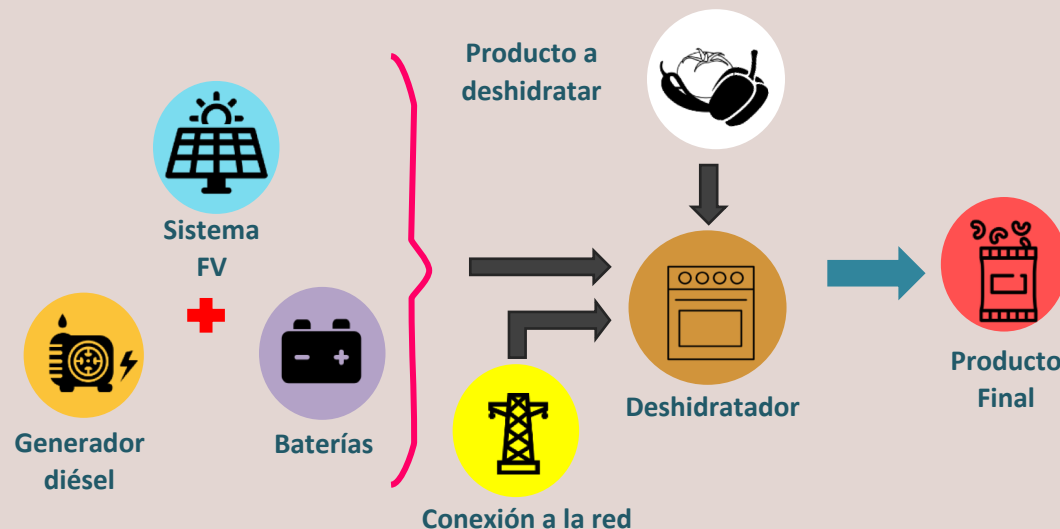 Producto a
deshidratar
Sistema
FV
Generador
diésel
Baterías
Conexión a la red
Deshidratador
Producto
Final